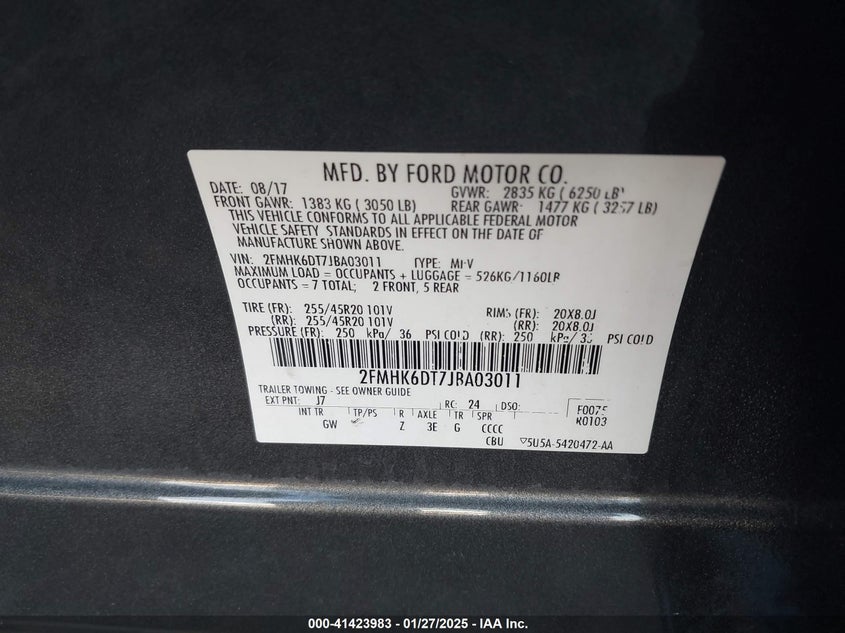 MFD. BY FORD MOTOR CO.
DATE: 08/17 GVWR: 2835 KG ( 6250 LB)
FRONT GAWR: 1383 KG ( 3050 LB) REAR GAWR: 1477 KG ( 3257 LB)
THIS VEHICLE CONFORMS TO ALL APPLICABLE FEDERAL MOTOR
VEHICLE SAFETY STANDARDS IN EFFECT ON THE DATE OF
MANUFACTURE SHOWN ABOVE.
VIN: 2FMHK6DT7JBA03011 TYPE: MPV
MAXIMUM LOAD = OCCUPANTS + LUGGAGE = 526KG/1160LB
OCCUPANTS = 7 TOTAL; 2 FRONT, 5 REAR
TIRE (FR): 255/45R20 101V RIMS (FR): 20X8.0J
(RR): 255/45R20 101V (RR): 20X8.0J
PRESSURE (FR): 250 kPa/ 36 PSI COLD (RR): 250 kPa/ PSI COLD
2FMHK6DT7JBA03011
TRAILER TOWING - SEE OWNER GUIDE
EXT PNT: J7 RC: 24 DSO: F0075
INT TR TP/PS R AXLE TR SPR R0103
GW Z 3E G CCCC
CBU 5U5A-5420472-AA
000-41423983 - 01/27/2025 - IAA Inc.